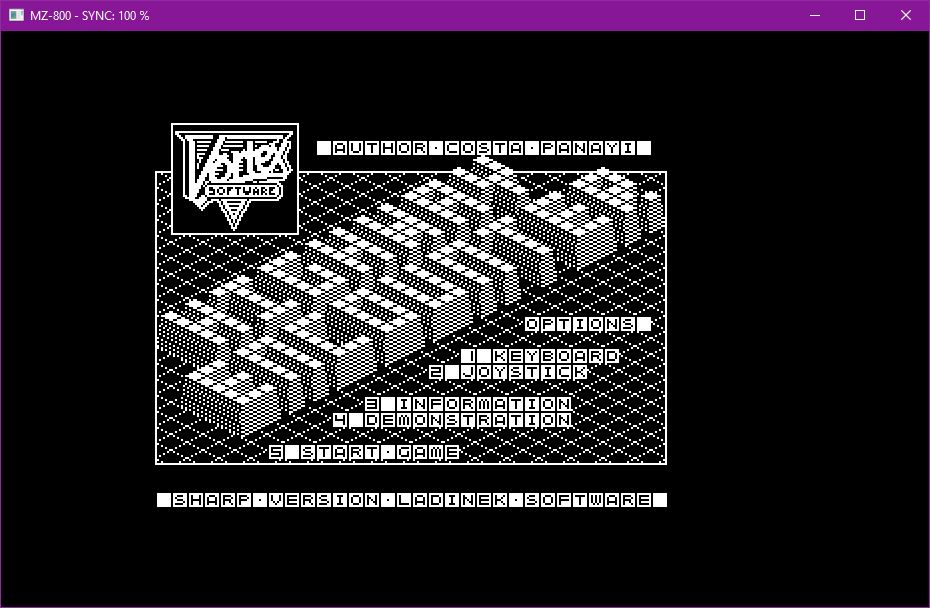 MZ-800 - SYNC: 100 %
Vortex
SOFTWARE
AUTHOR·COSTA·PANAYI
OPTIONS
1 KEYBOARD
2 JOYSTICK
3 INFORMATION
4 DEMONSTRATION
5 START·GAME
SHARP·VERSION·LADINEK·SOFTWARE